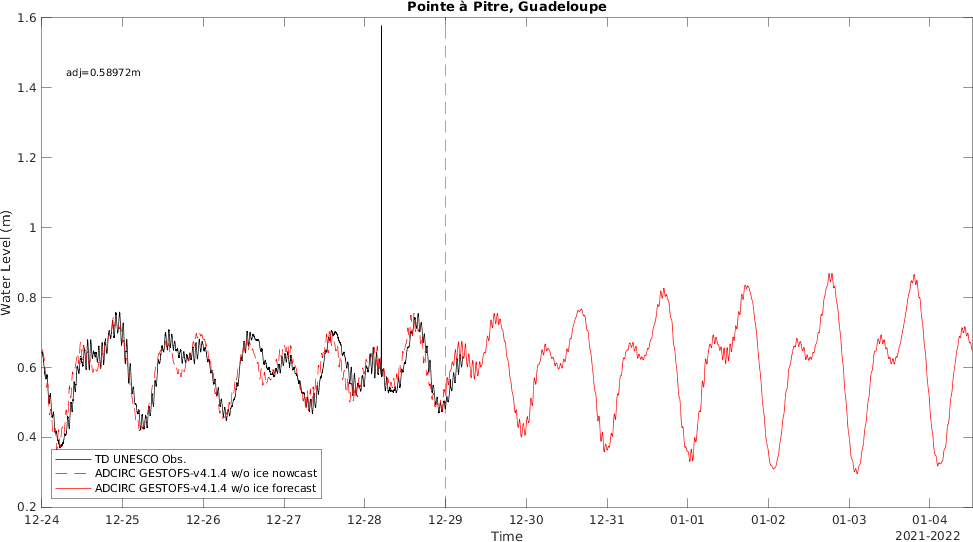 Pointe à Pitre, Guadeloupe
1.6
adj=0.58972m
1.4
1.2
1
0.8
0.6
0.4
0.2
Water Level (m)
TD UNESCO Obs.
ADCIRC GESTOFS-v4.1.4 w/o ice nowcast
ADCIRC GESTOFS-v4.1.4 w/o ice forecast
12-24 12-25 12-26 12-27 12-28 12-29 12-30 12-31 01-01 01-02 01-03 01-04
Time
2021-2022